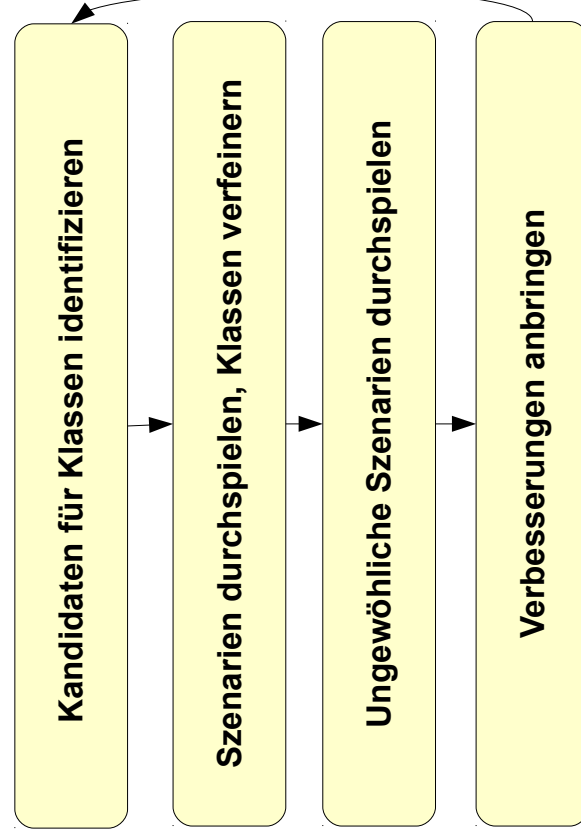 Kandidaten für Klassen identifizieren
Szenarien durchspielen, Klassen verfeinern
Ungewöhliche Szenarien durchspielen
Verbesserungen anbringen